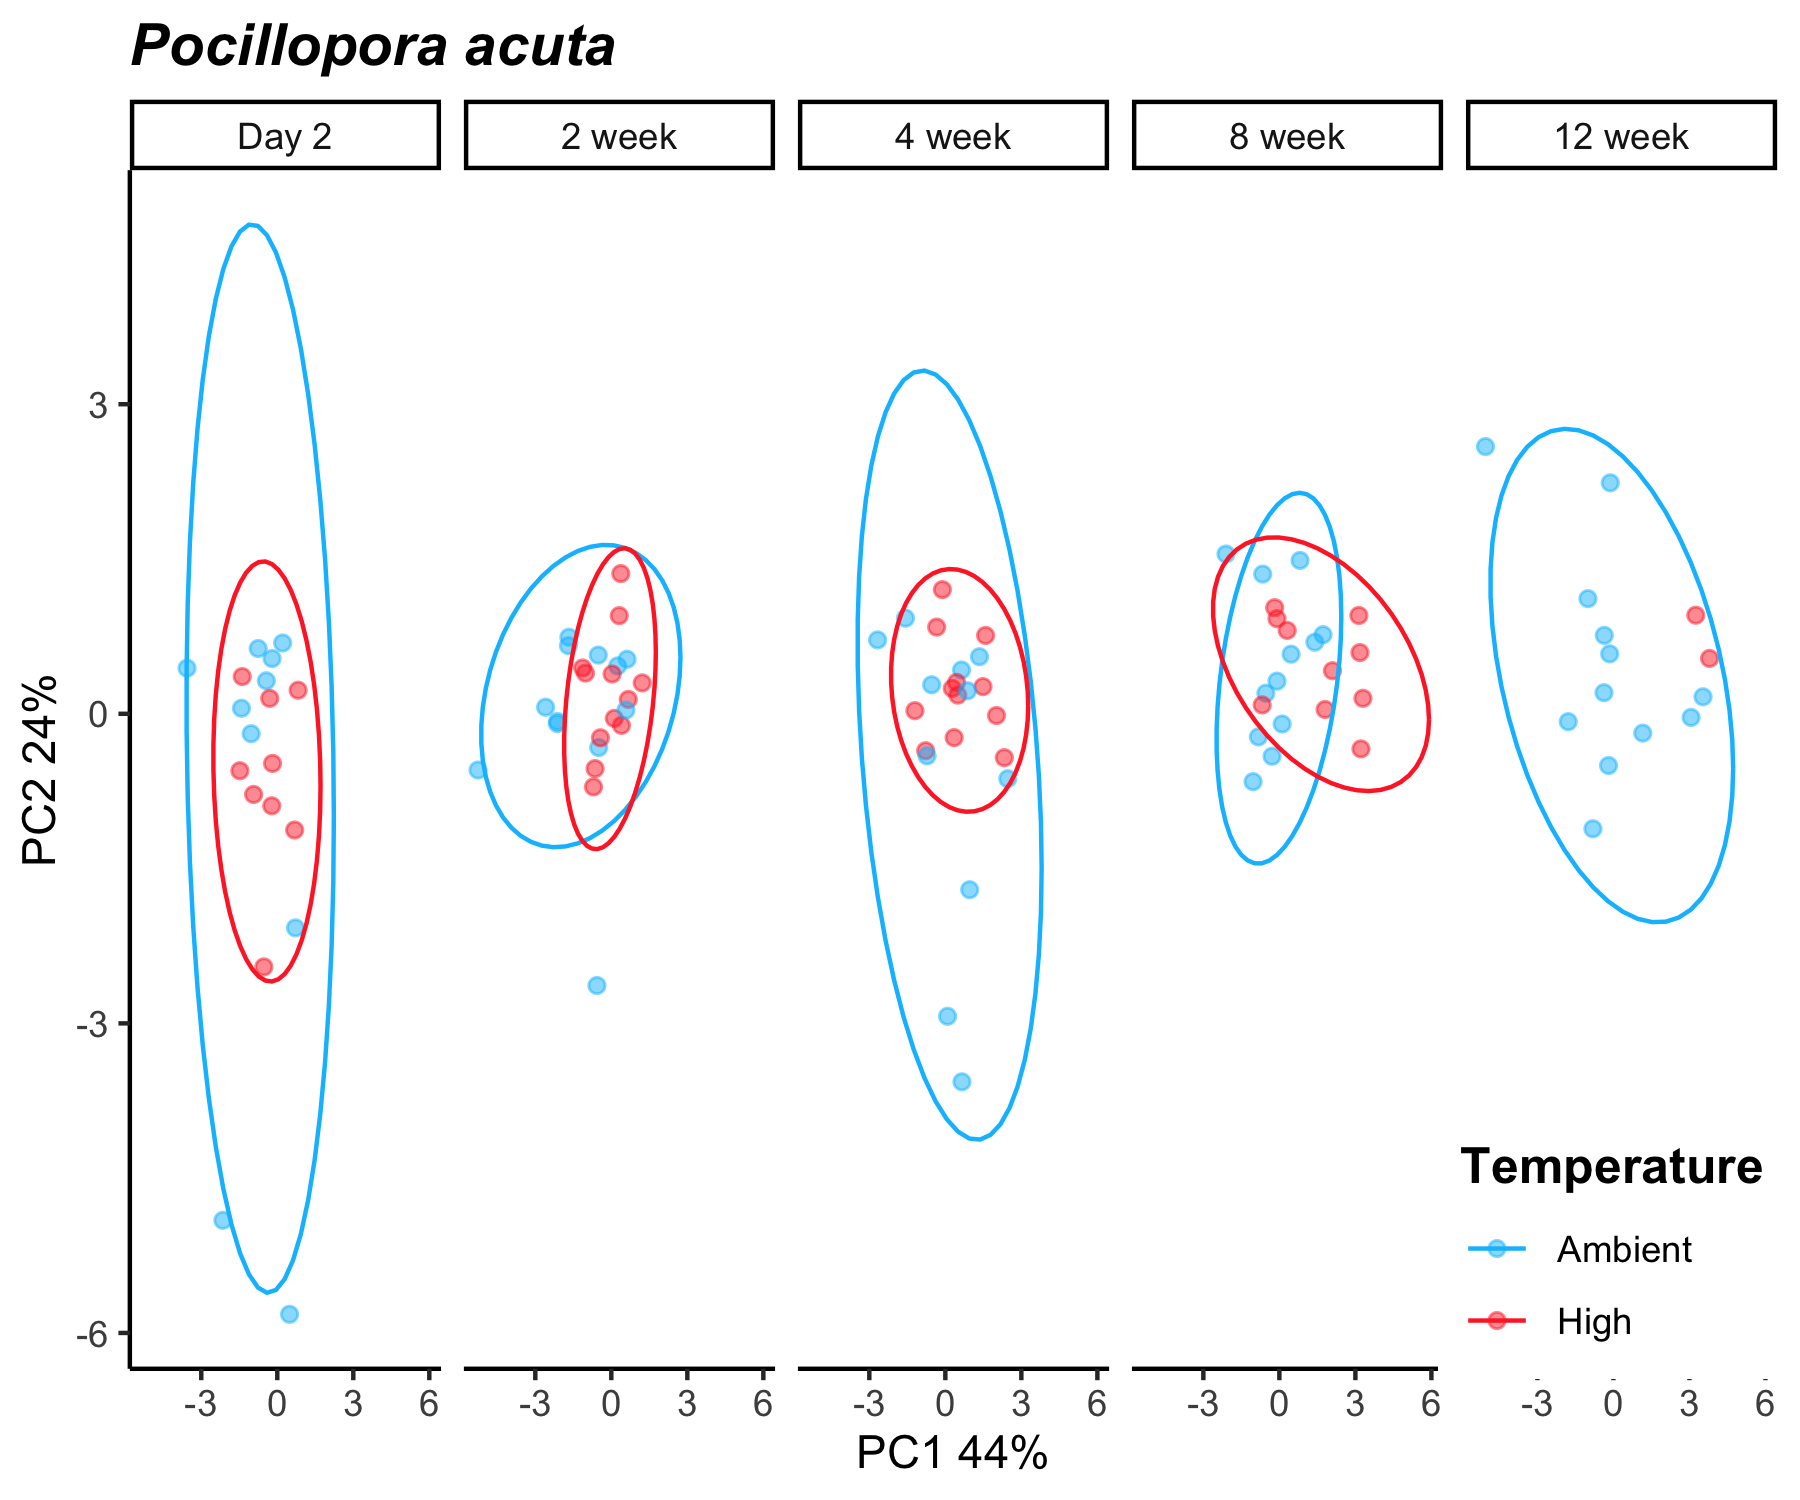 Pocillopora acuta
Day 2
2 week
4 week
8 week
12 week
PC2 24%
3
0
-3
-6
-3 0 3 6
-3 0 3 6
-3 0 3 6
-3 0 3 6
-3 0 3 6
PC1 44%
Temperature
Ambient
High